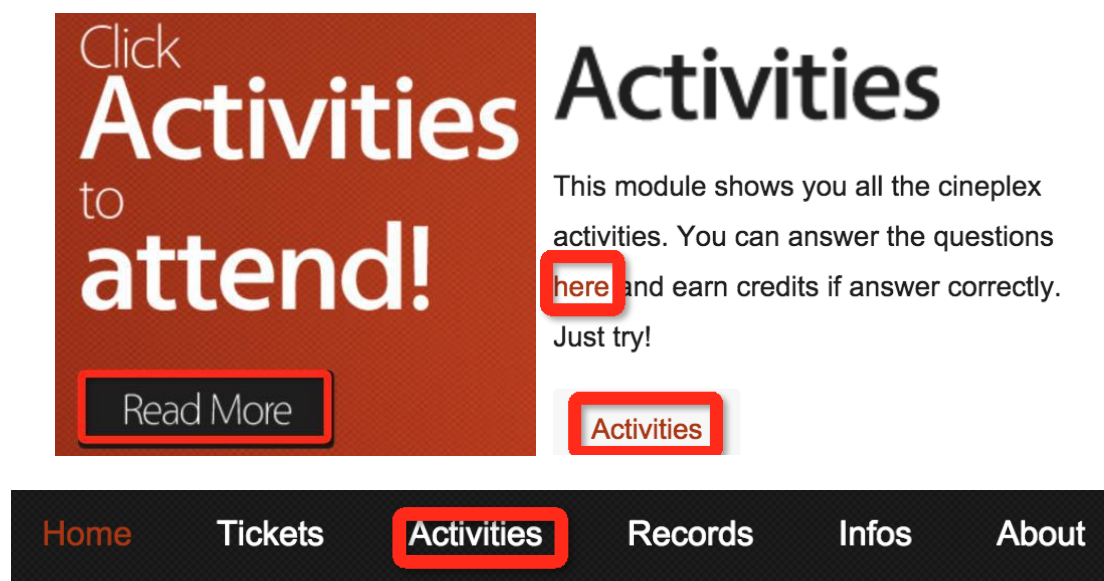 Click
Activities
to
attend!
Read More
Activities
This module shows you all the cineplex
activities. You can answer the questions
here and earn credits if answer correctly.
Just try!
Activities
Home Tickets Activities Records Infos About